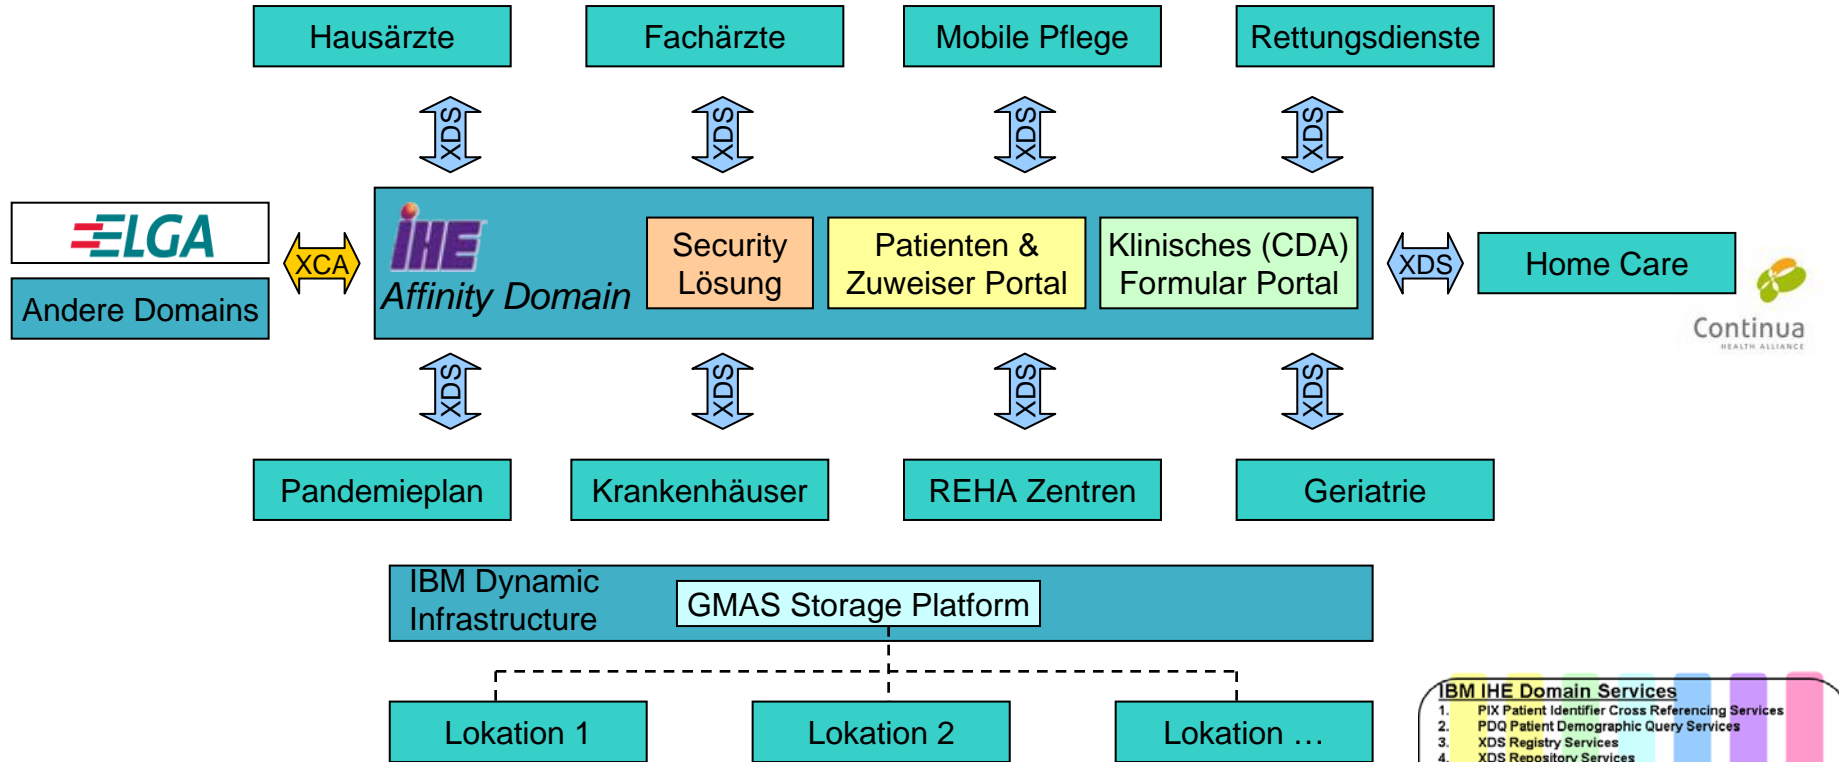 Hausärzte
Fachärzte
Mobile Pflege
Rettungsdienste
XDS
XDS
XDS
XDS
ELGA
Andere Domains
XCA
IHE
Affinity Domain
Security
Lösung
Patienten &
Zuweiser Portal
Klinisches (CDA)
Formular Portal
XDS
Home Care
Continua
HEALTH ALLIANCE
XDS
XDS
XDS
XDS
Pandemieplan
Krankenhäuser
REHA Zentren
Geriatrie
IBM Dynamic
Infrastructure
GMAS Storage Platform
Lokation 1
Lokation 2
Lokation …
IBM IHE Domain Services
1. PIX Patient Identifier Cross Referencing Services
2. PDQ Patient Demographic Query Services
3. XDS Registry Services
4. XDS Repository Services